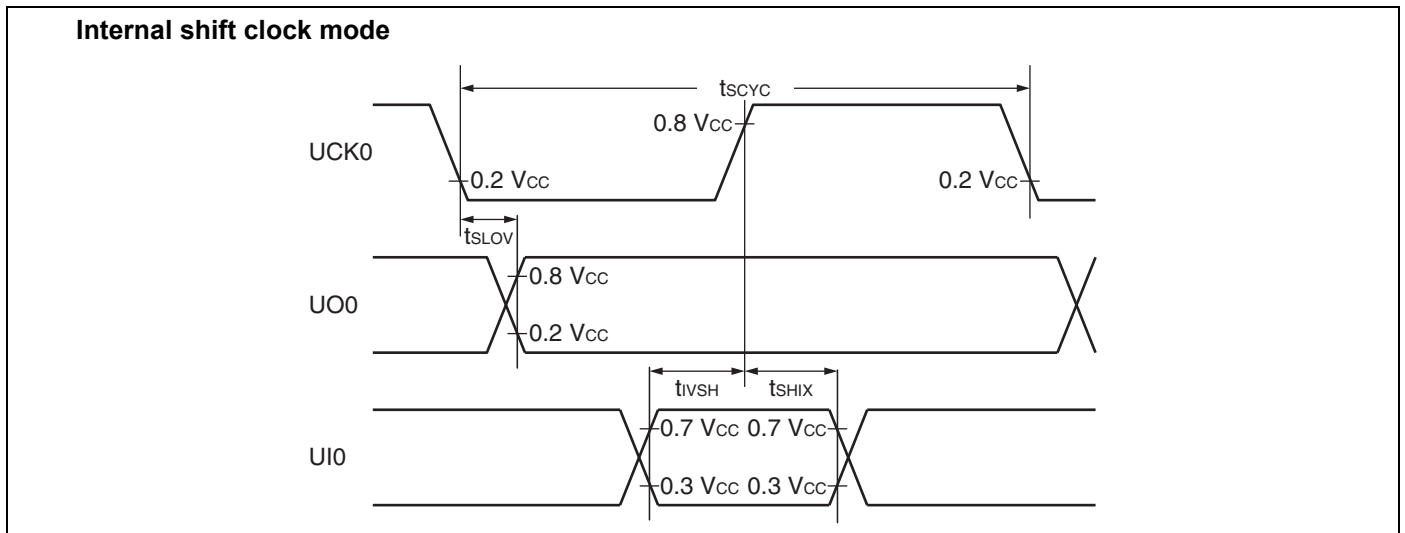 Internal shift clock mode
tSCYC
0.8 VCC
UCK0
0.2 VCC
0.2 VCC
tSLOV
0.8 VCC
UO0
0.2 VCC
tIVSH
tSHIX
0.7 VCC 0.7 VCC
UI0
0.3 VCC 0.3 VCC